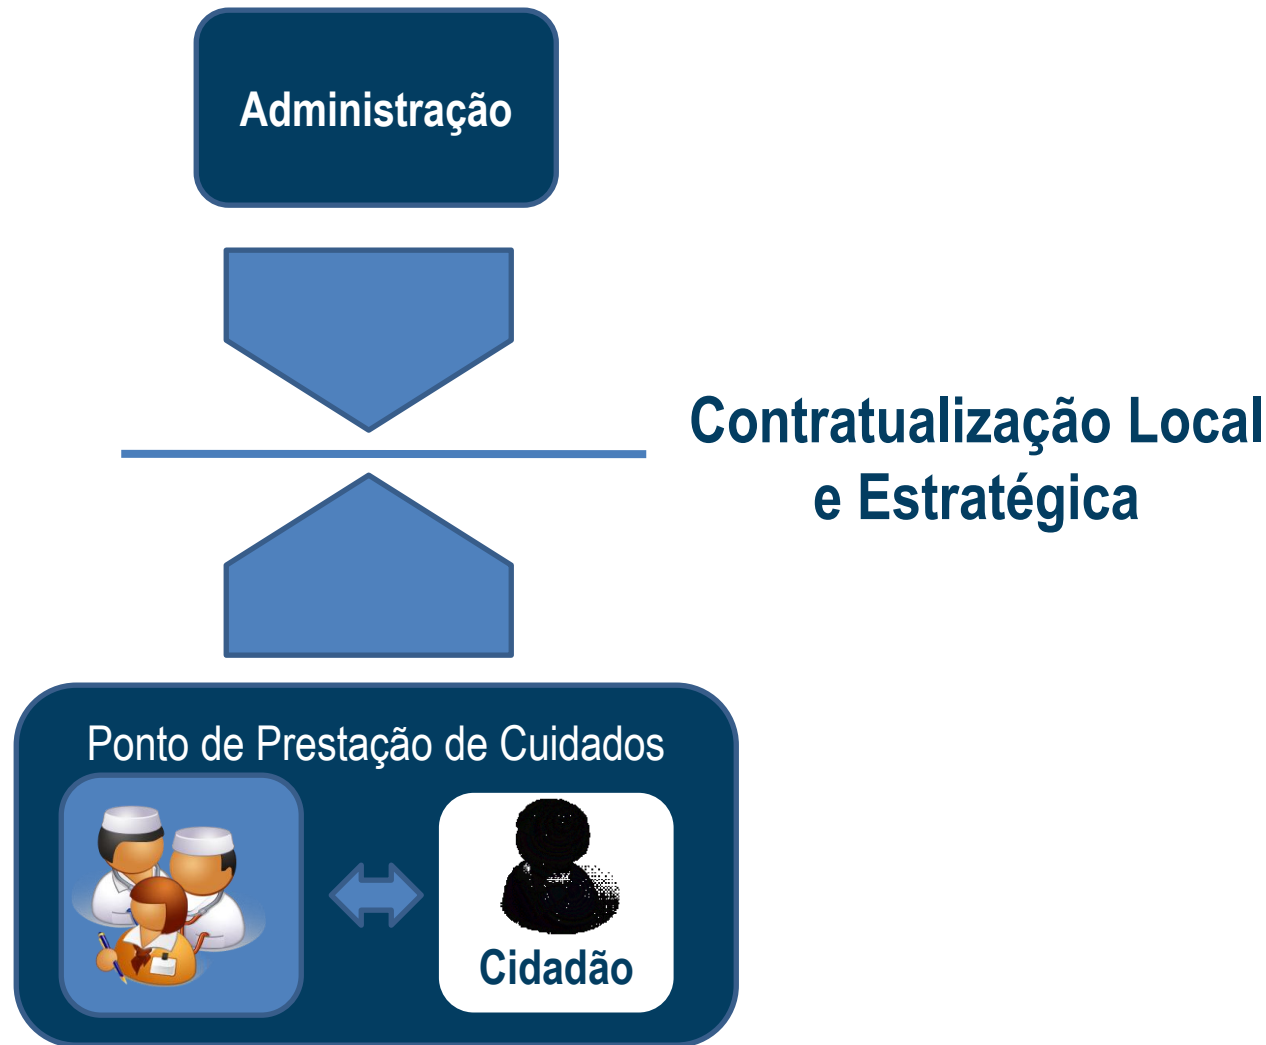 Administração
Contratualização Local
e Estratégica
Ponto de Prestação de Cuidados
Cidadão